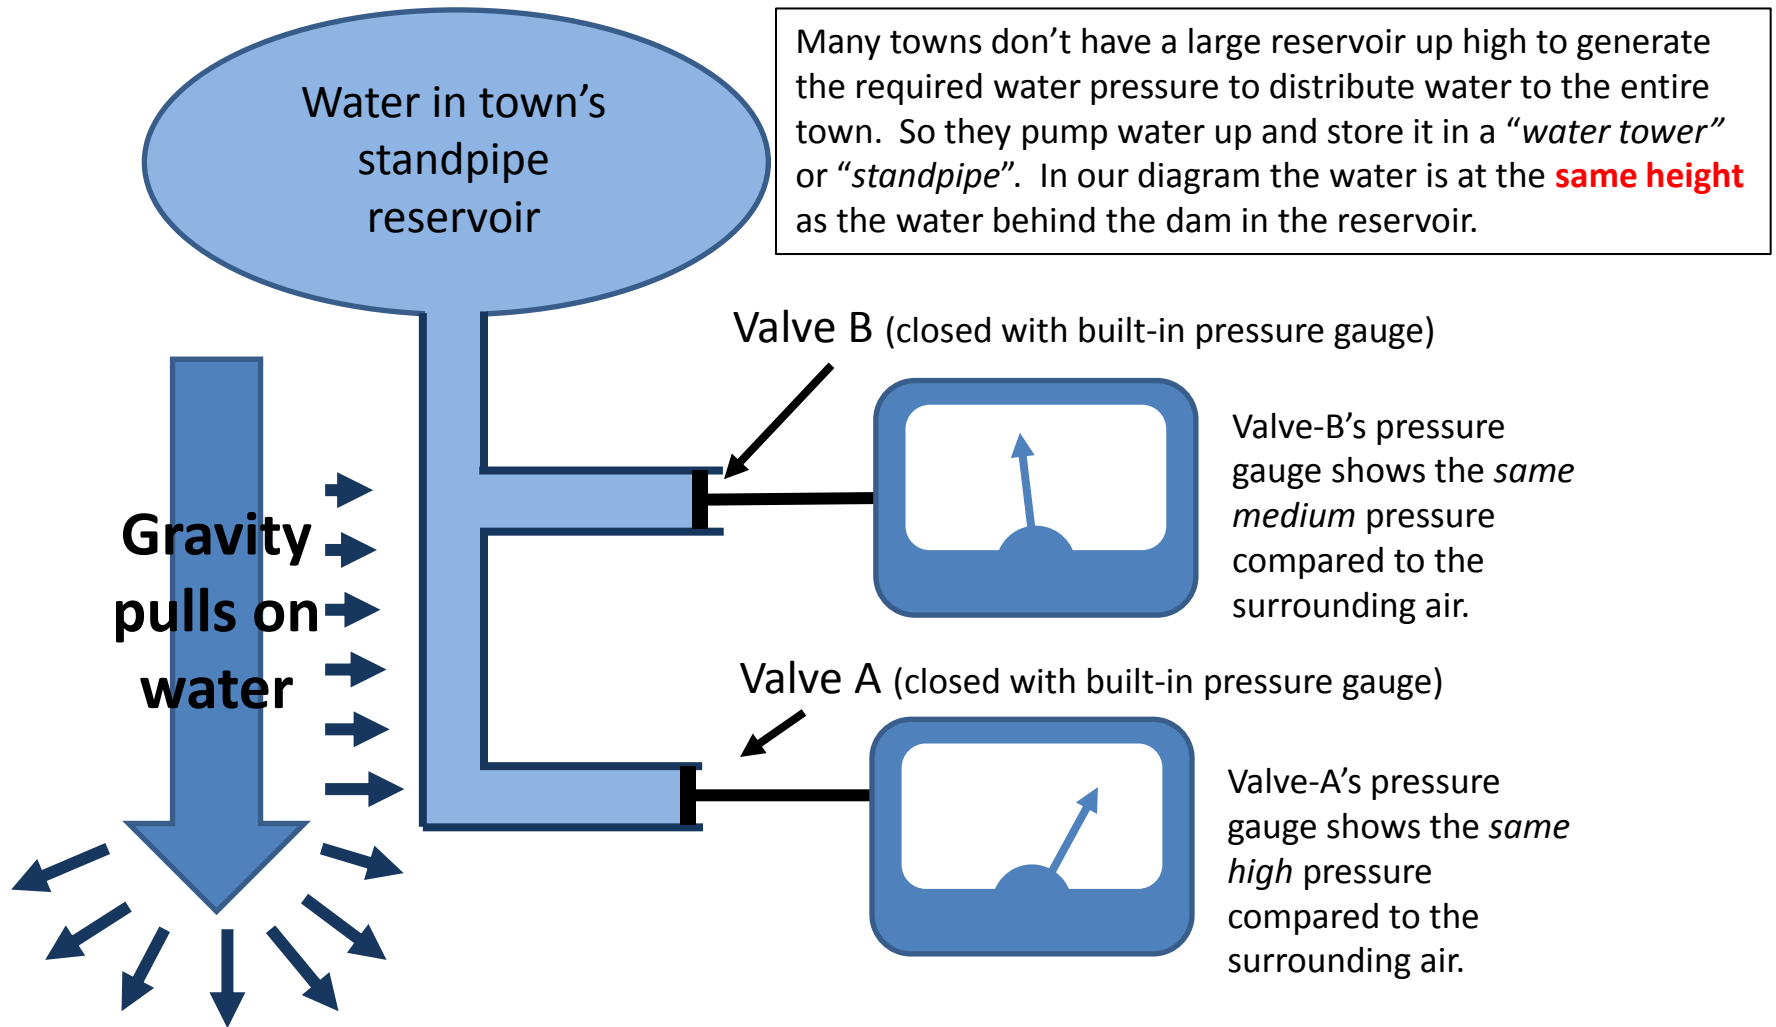 Water in town’s
standpipe
reservoir
Many towns don’t have a large reservoir up high to generate
the required water pressure to distribute water to the entire
town.  So they pump water up and store it in a “water tower”
or “standpipe”.  In our diagram the water is at the same height
as the water behind the dam in the reservoir.
Valve B (closed with built-in pressure gauge)
Valve-B’s pressure
gauge shows the same
medium pressure
compared to the
surrounding air.
Gravity
pulls on
water
Valve A (closed with built-in pressure gauge)
Valve-A’s pressure
gauge shows the same
high pressure
compared to the
surrounding air.